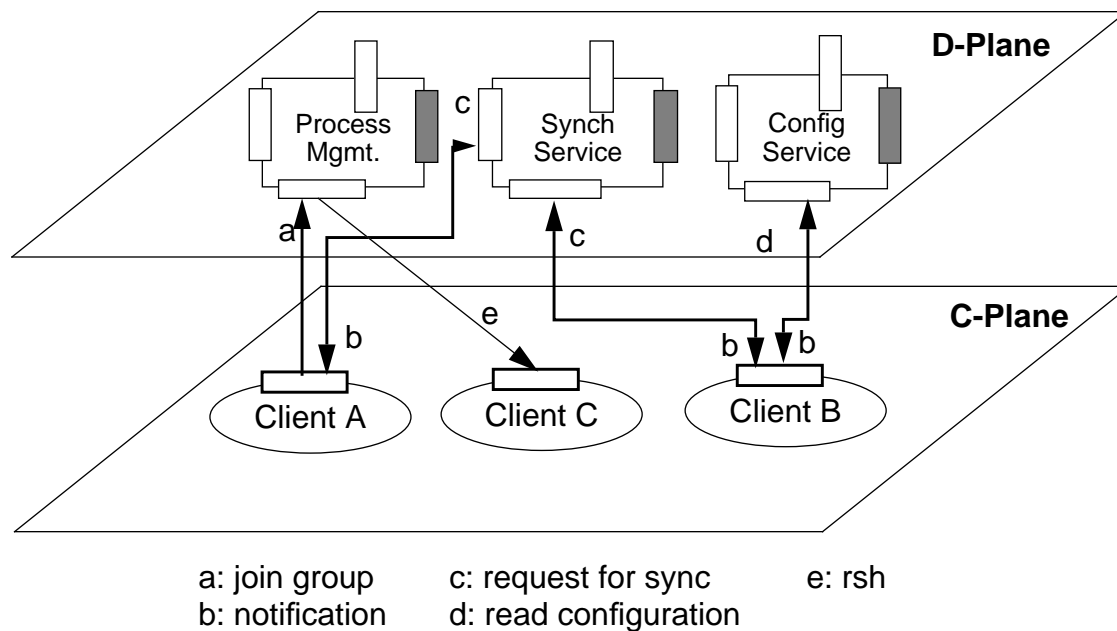 D-Plane
Process
Mgmt.
c
Synch
Service
Config
Service
a
c
d
e
b
b
b
C-Plane
Client A
Client C
Client B
a: join group
c: request for sync
e: rsh
b: notification
d: read configuration